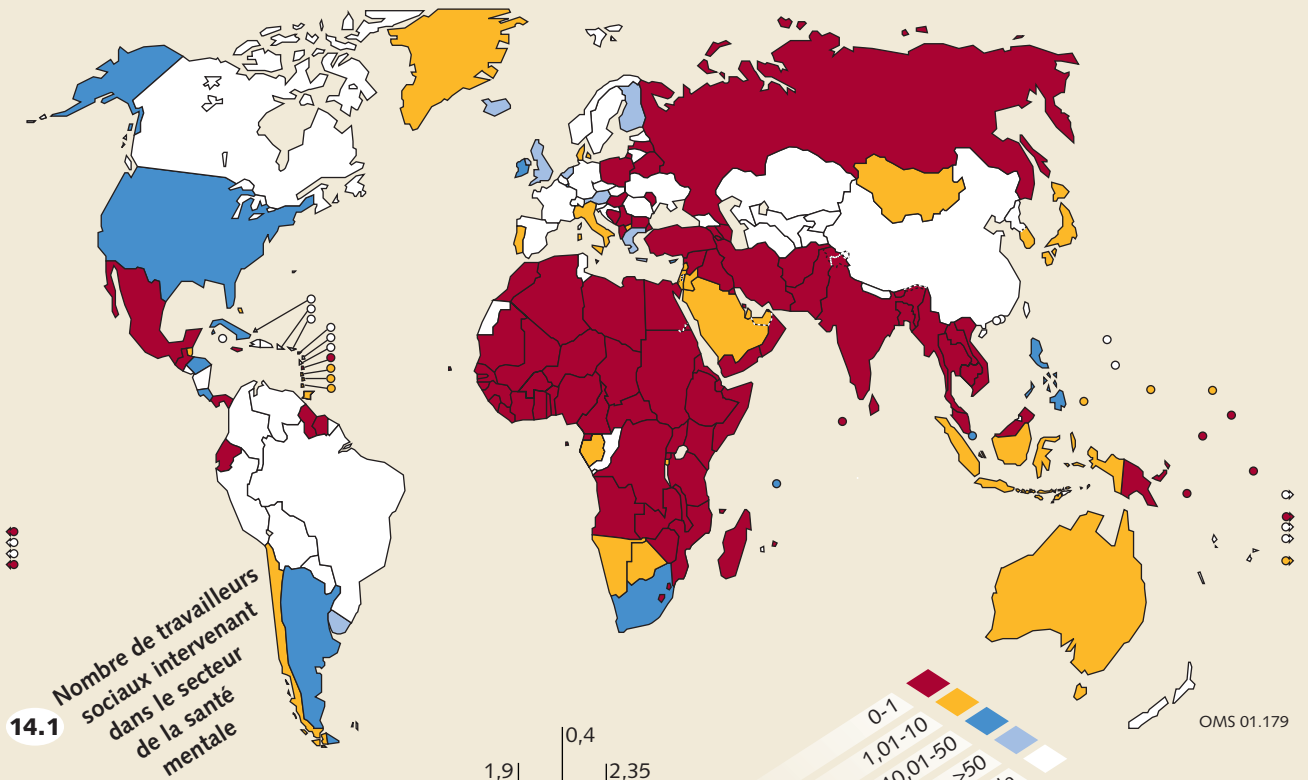 14.1
Nombre de travailleurs
sociaux intervenant
dans le secteur
de la santé
mentale
0-1
1,01-10
10,01-50
>50
OMS 01.179
0,4
1,9
2,35